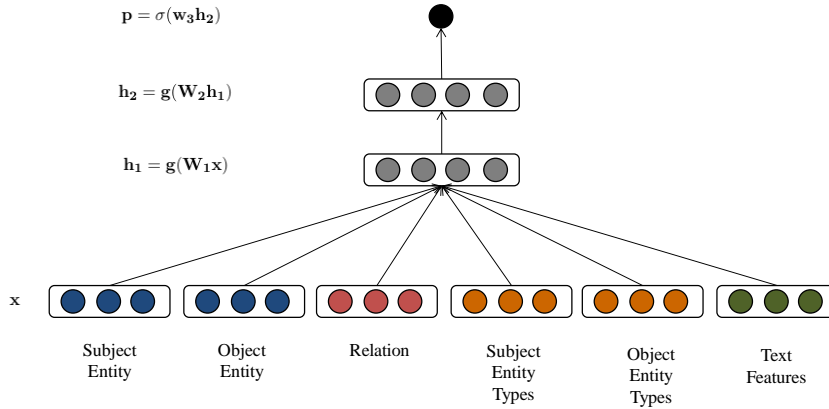 p = σ(w₃h₂)
h₂ = g(W₂h₁)
h₁ = g(W₁x)
x
Subject
Entity
Object
Entity
Relation
Subject
Entity
Types
Object
Entity
Types
Text
Features